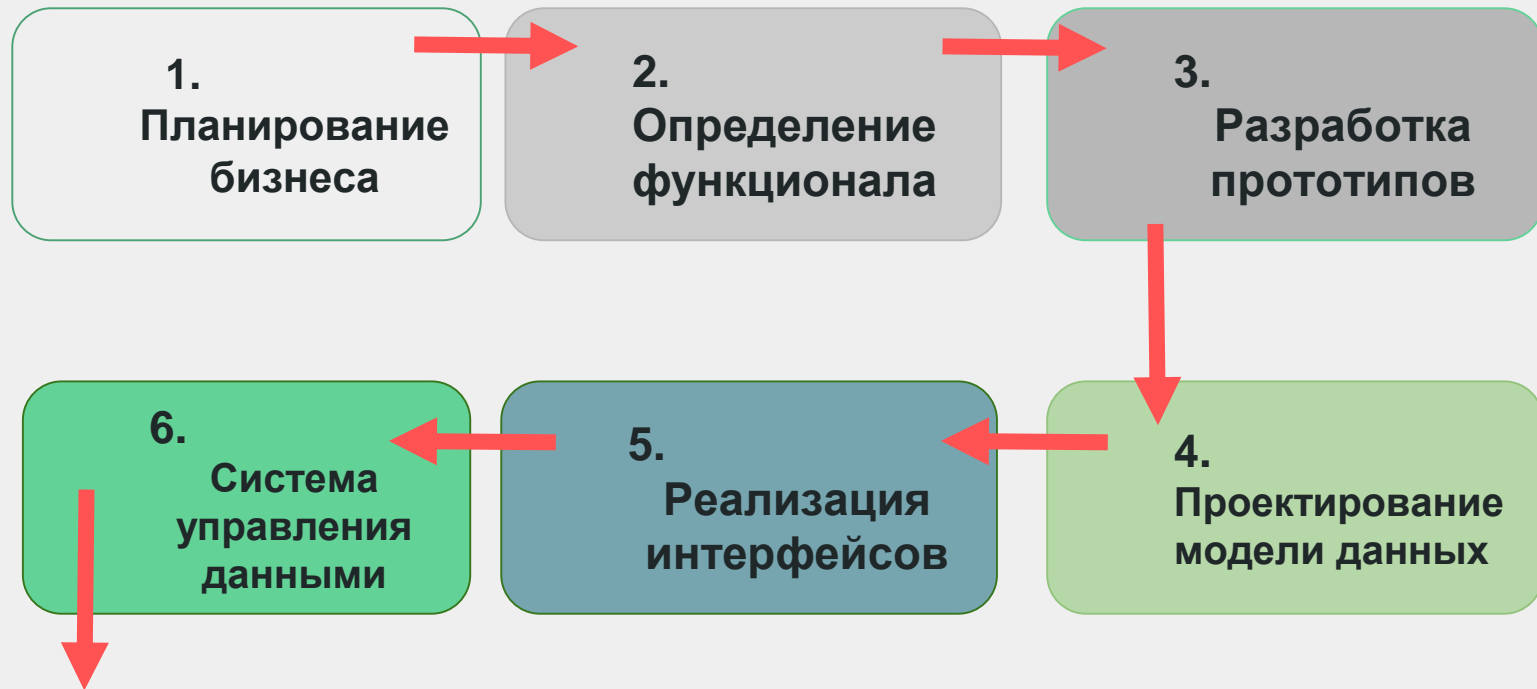 1.
Планирование
бизнеса
2.
Определение
функционала
3.
Разработка
прототипов
4.
Проектирование
модели данных
5.
Реализация
интерфейсов
6.
Система
управления
данными